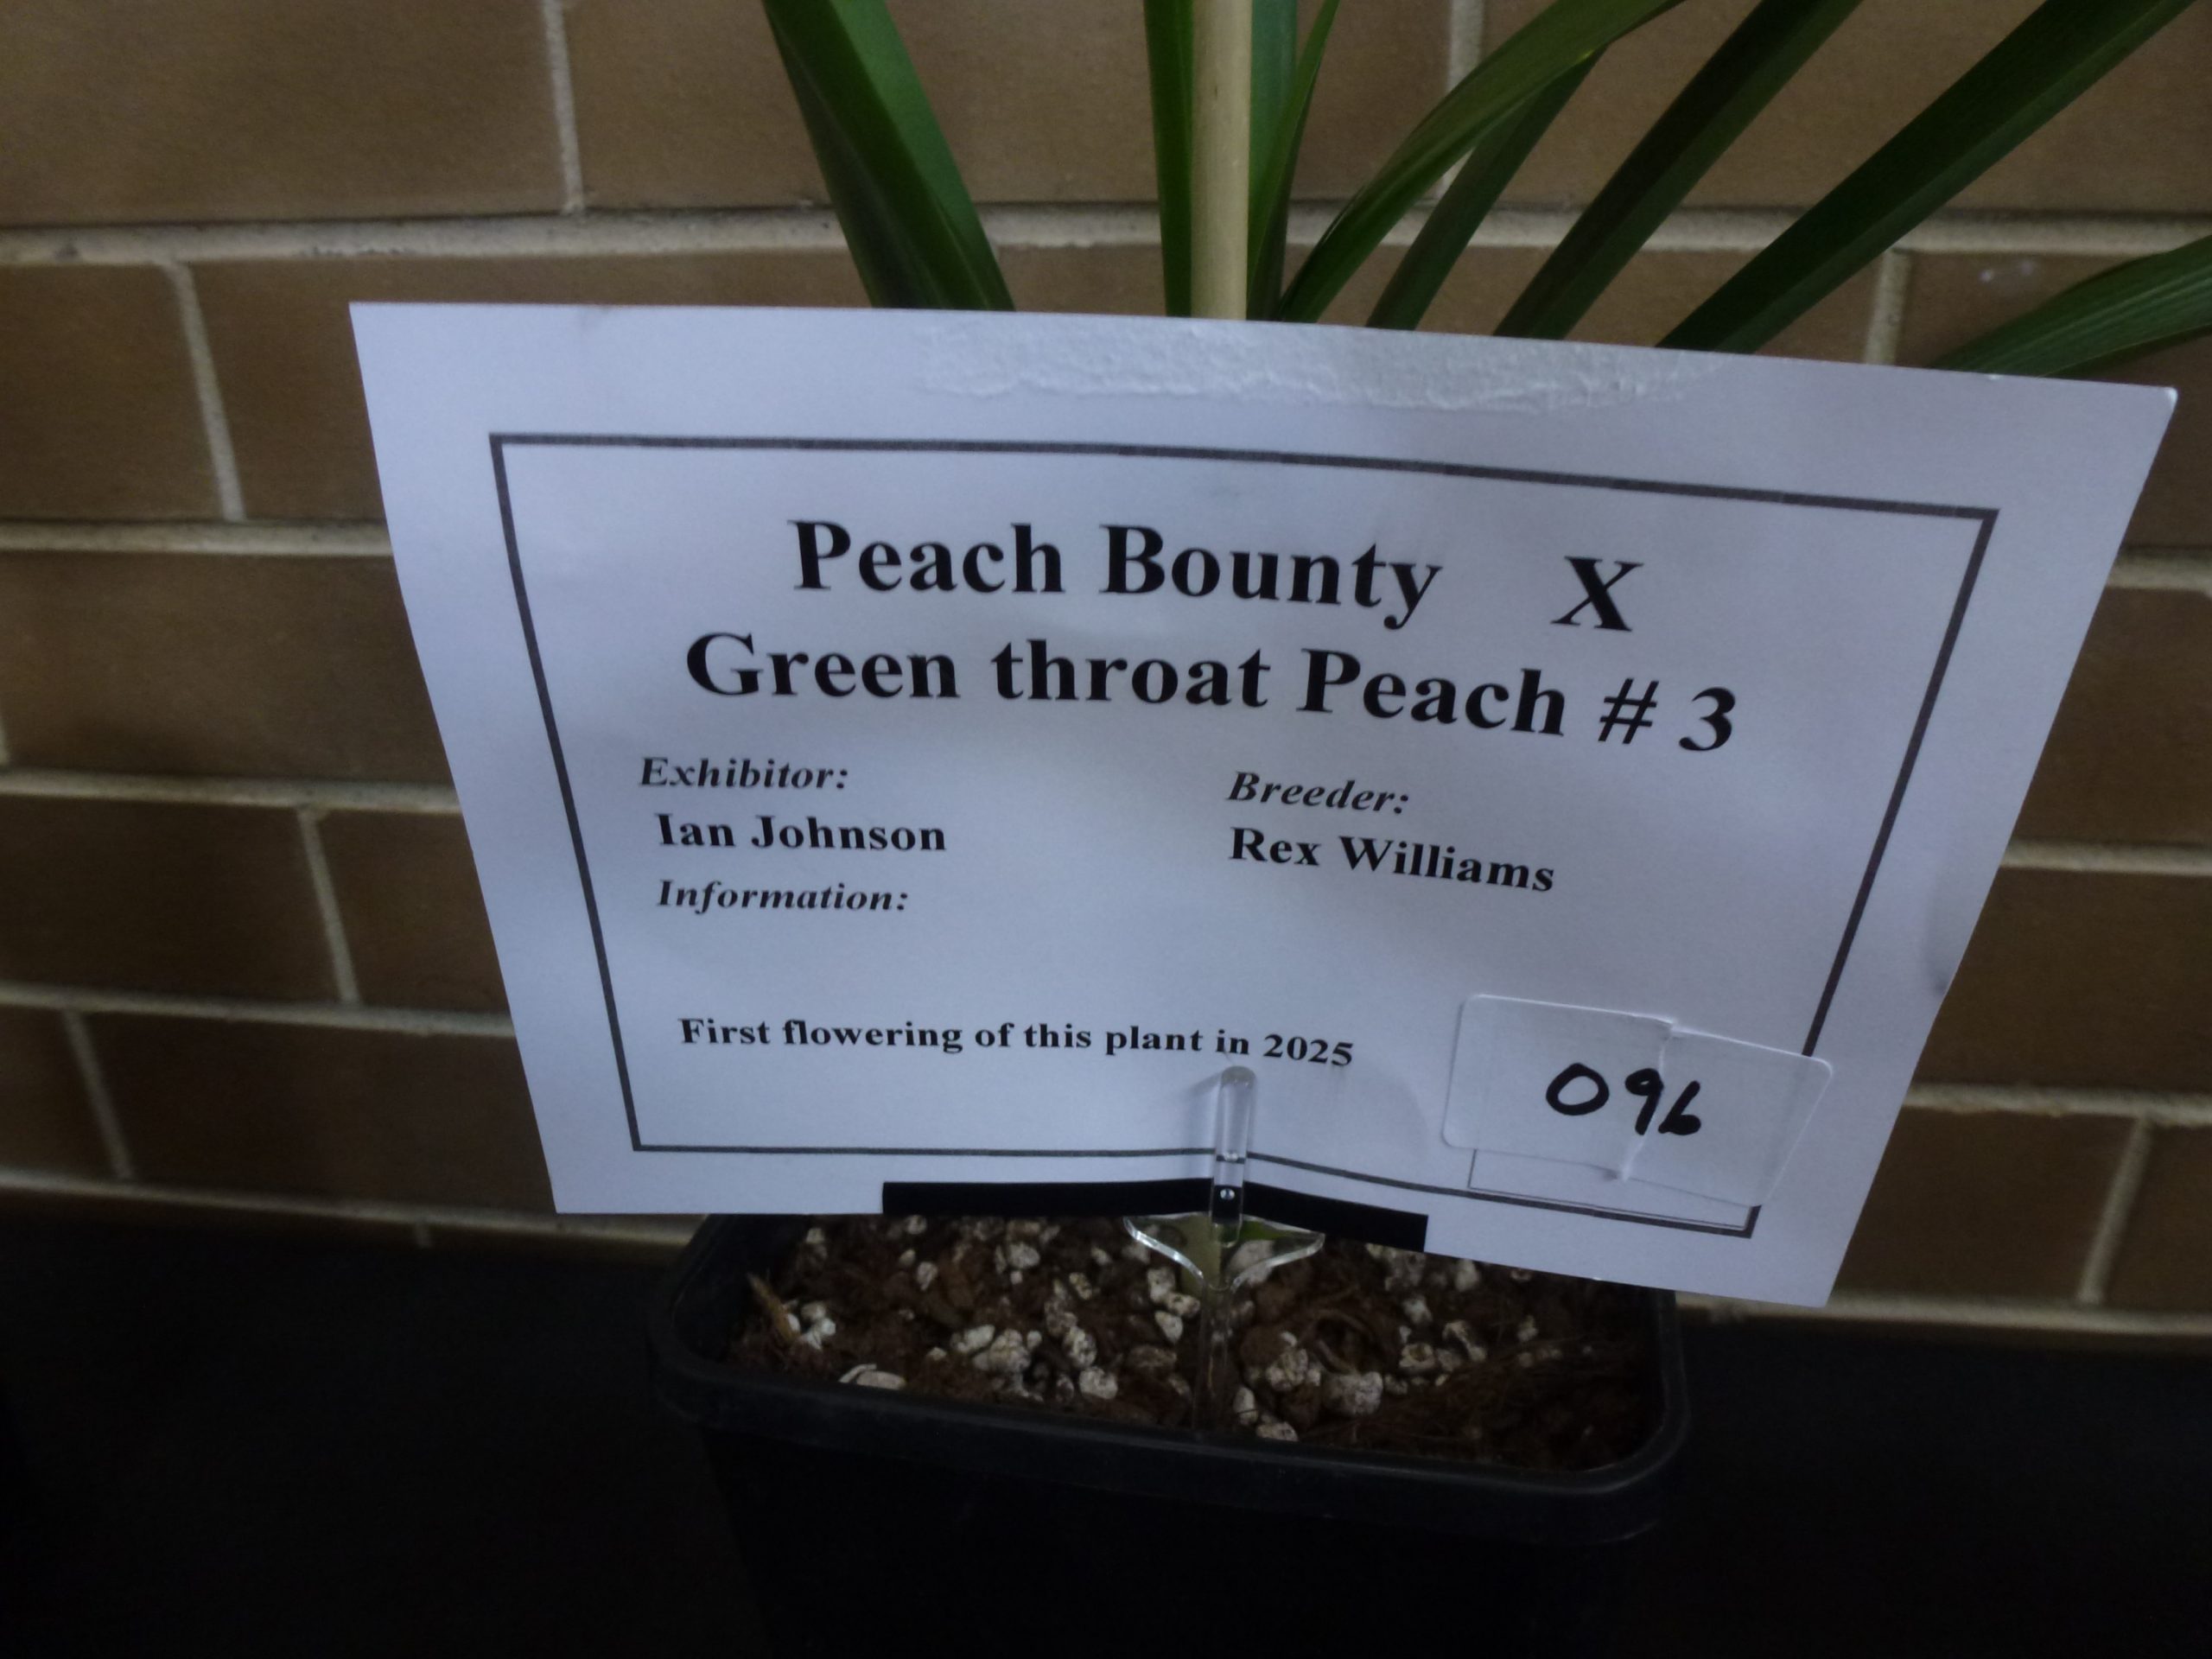 Peach Bounty X
Green throat Peach # 3
Exhibitor:
Ian Johnson
Breeder:
Rex Williams
Information:
First flowering of this plant in 2025
096